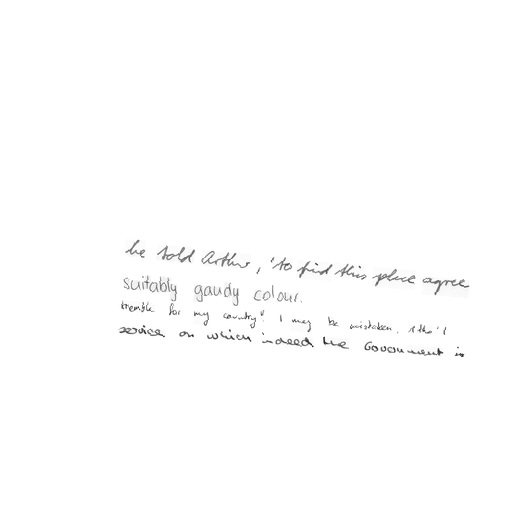 he told Arthur, 'to find this place agree
suitably gaudy colour.
tremble for my country! I may be mistaken,
service on which indeed the Government is